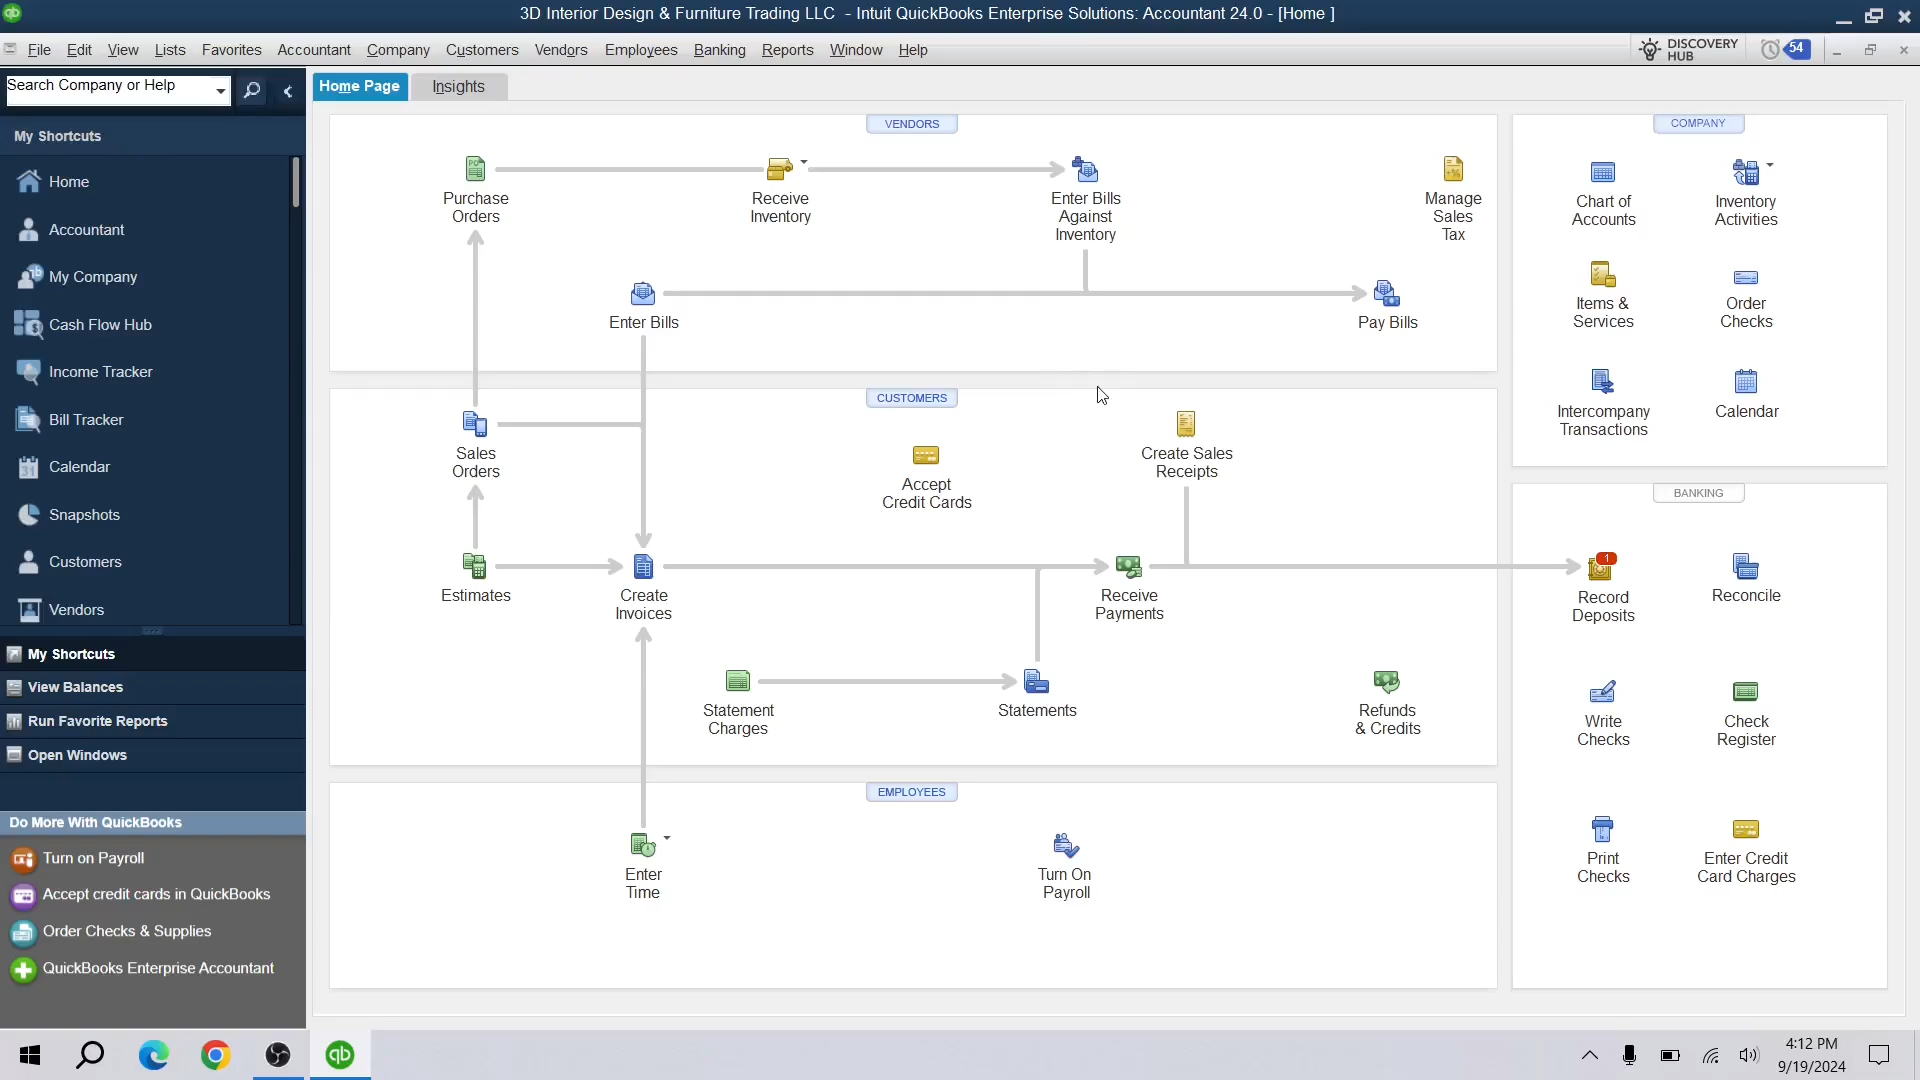 3D Interior Design & Furniture Trading LLC - Intuit QuickBooks Enterprise Solutions: Accountant 24.0 - [Home ]
File Edit View Lists Favorites Accountant Company Customers Vendors Employees Banking Reports Window Help
DISCOVERY
HUB
54
Search Company or Help
Home Page Insights
My Shortcuts
Home
Accountant
My Company
Cash Flow Hub
Income Tracker
Bill Tracker
Calendar
Snapshots
Customers
Vendors
My Shortcuts
View Balances
Run Favorite Reports
Open Windows
Do More With QuickBooks
Turn on Payroll
Accept credit cards in QuickBooks
Order Checks & Supplies
QuickBooks Enterprise Accountant
VENDORS
Purchase
Orders
Receive
Inventory
Enter Bills
Against
Inventory
Manage
Sales
Tax
Enter Bills
Pay Bills
CUSTOMERS
Sales
Orders
Accept
Credit Cards
Create Sales
Receipts
Estimates
Create
Invoices
Receive
Payments
Statement
Charges
Statements
Refunds
& Credits
EMPLOYEES
Enter
Time
Turn On
Payroll
COMPANY
Chart of
Accounts
Inventory
Activities
Items &
Services
Order
Checks
Intercompany
Transactions
Calendar
BANKING
1
Record
Deposits
Reconcile
Write
Checks
Check
Register
Print
Checks
Enter Credit
Card Charges
qb
4:12 PM
9/19/2024